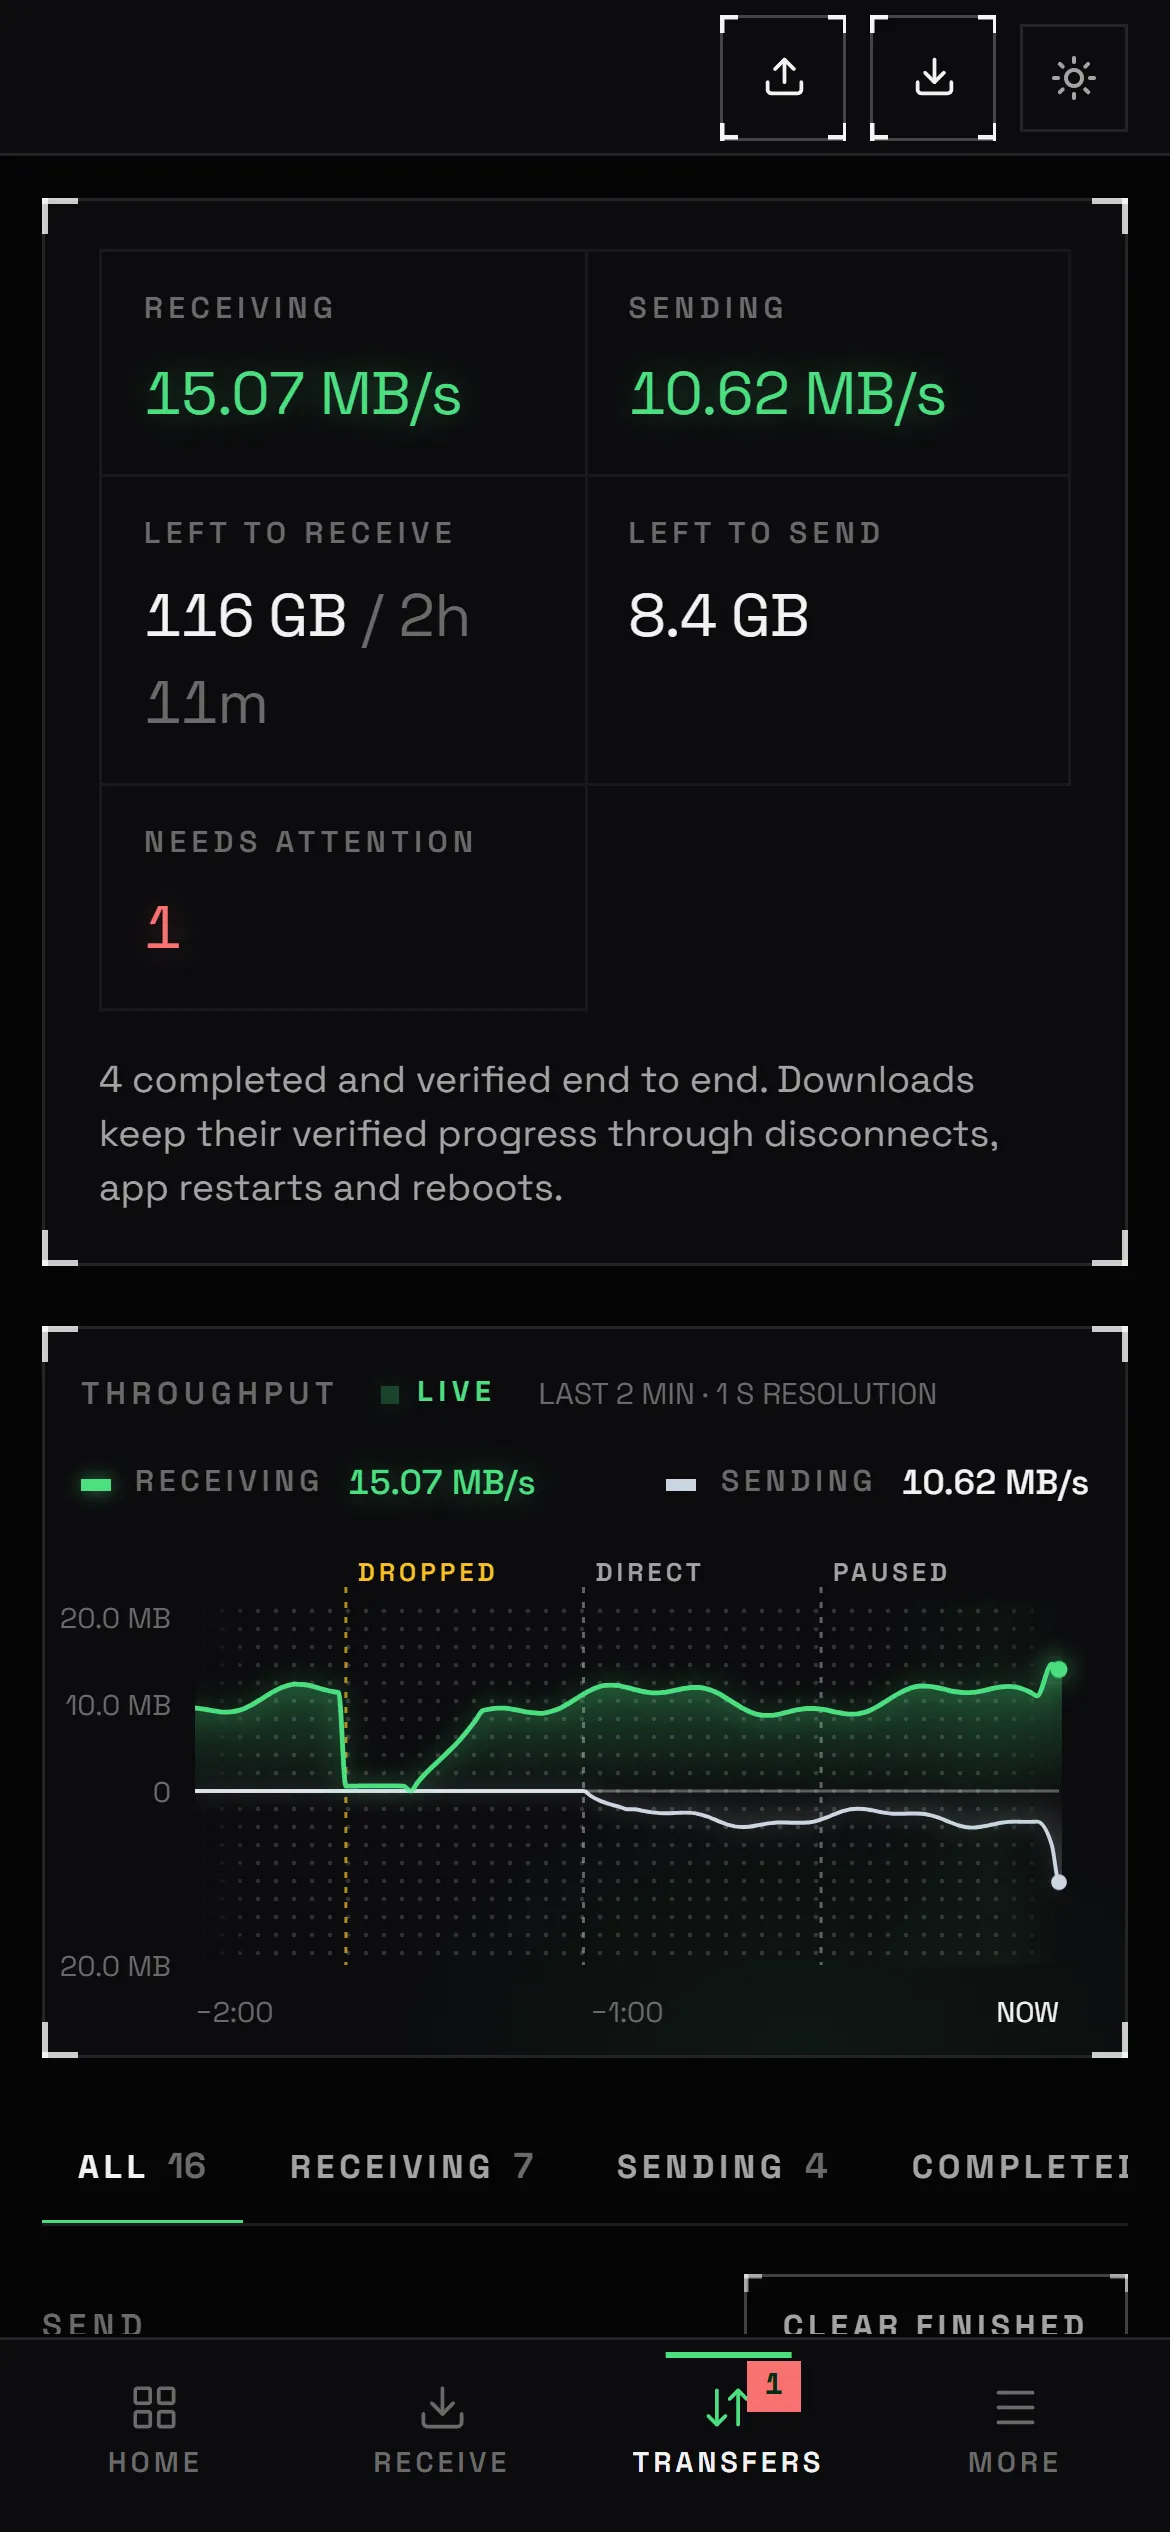 RECEIVING
15.07 MB/s
SENDING
10.62 MB/s
LEFT TO RECEIVE
116 GB / 2h
11m
LEFT TO SEND
8.4 GB
NEEDS ATTENTION
1
4 completed and verified end to end. Downloads
keep their verified progress through disconnects,
app restarts and reboots.
THROUGHPUT LIVE LAST 2 MIN · 1 S RESOLUTION
RECEIVING 15.07 MB/s SENDING 10.62 MB/s
DROPPED DIRECT PAUSED
20.0 MB
10.0 MB
0
20.0 MB
−2:00 −1:00 NOW
ALL 16 RECEIVING 7 SENDING 4 COMPLETED
SEND CLEAR FINISHED
1
HOME RECEIVE TRANSFERS MORE